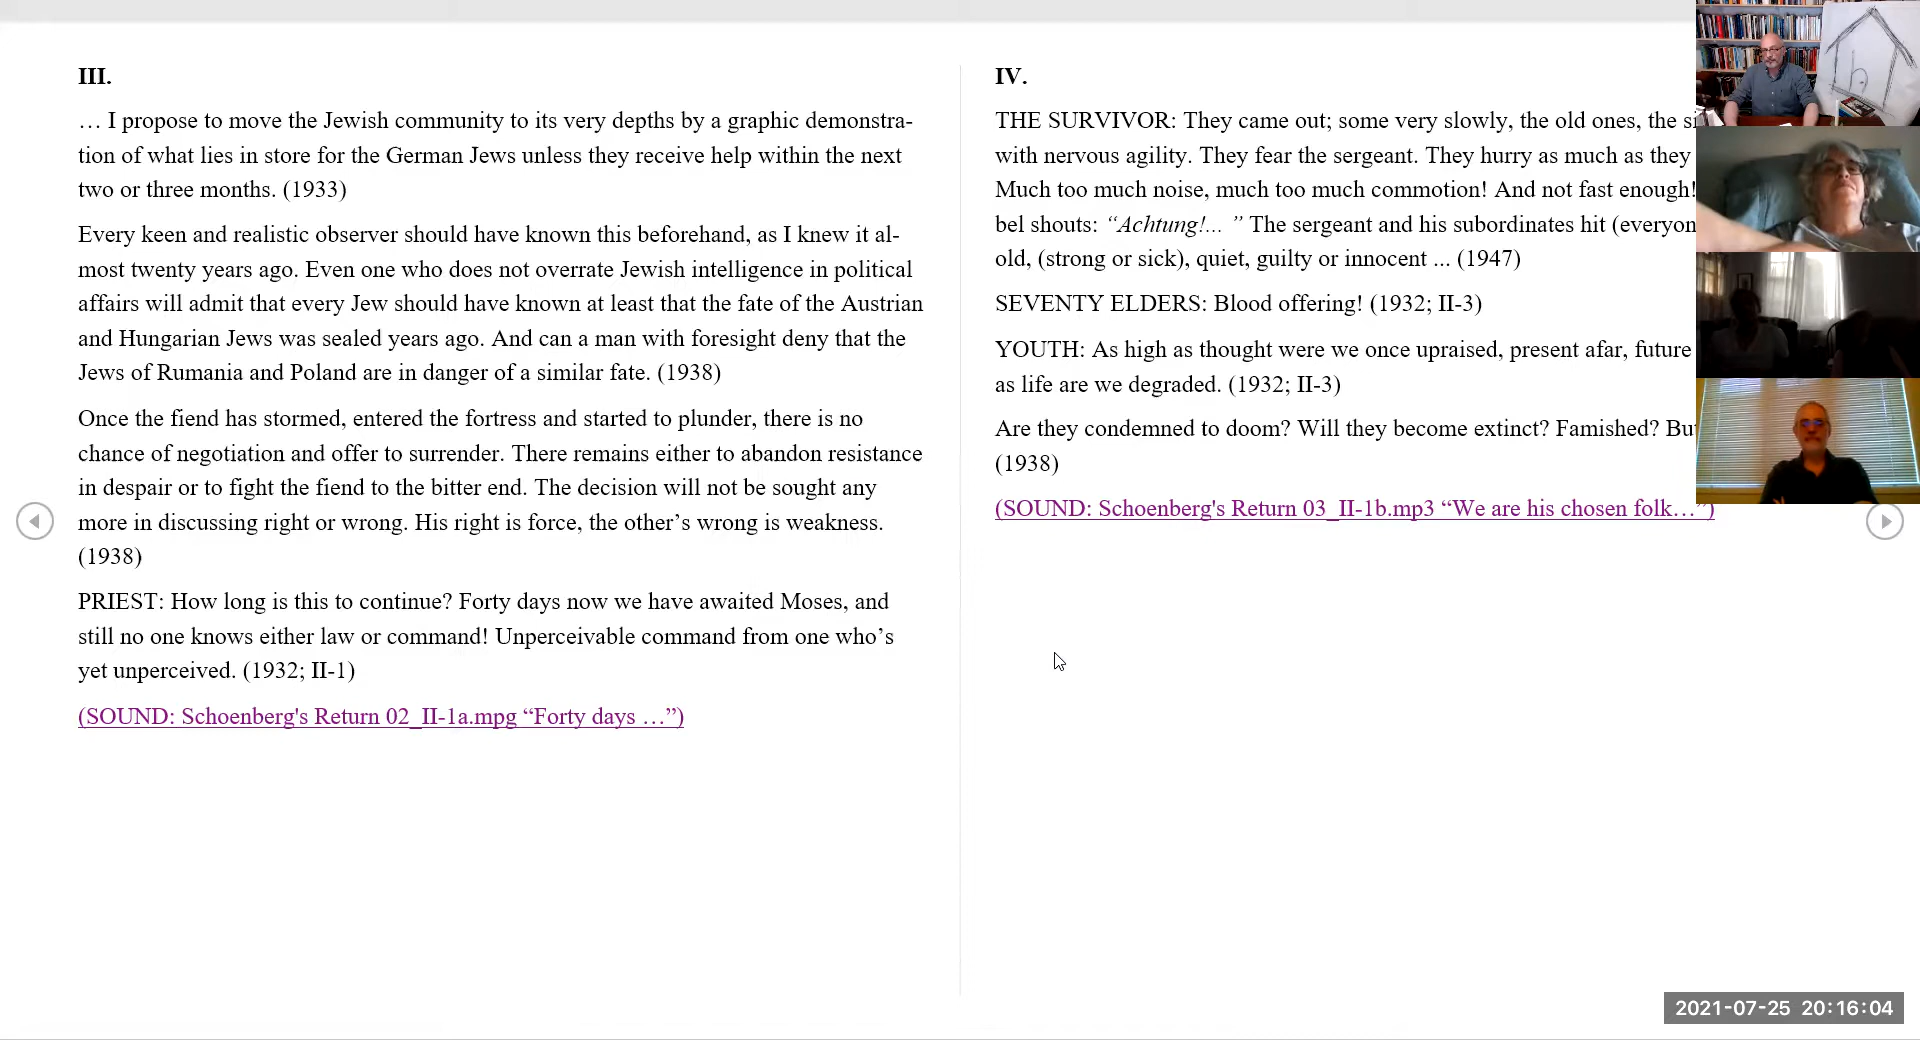 III.
… I propose to move the Jewish community to its very depths by a graphic demonstra-
tion of what lies in store for the German Jews unless they receive help within the next
two or three months. (1933)
Every keen and realistic observer should have known this beforehand, as I knew it al-
most twenty years ago. Even one who does not overrate Jewish intelligence in political
affairs will admit that every Jew should have known at least that the fate of the Austrian
and Hungarian Jews was sealed years ago. And can a man with foresight deny that the
Jews of Rumania and Poland are in danger of a similar fate. (1938)
Once the fiend has stormed, entered the fortress and started to plunder, there is no
chance of negotiation and offer to surrender. There remains either to abandon resistance
in despair or to fight the fiend to the bitter end. The decision will not be sought any
more in discussing right or wrong. His right is force, the other’s wrong is weakness.
(1938)
PRIEST: How long is this to continue? Forty days now we have awaited Moses, and
still no one knows either law or command! Unperceivable command from one who’s
yet unperceived. (1932; II-1)
(SOUND: Schoenberg's Return 02_II-1a.mpg “Forty days …”)
IV.
THE SURVIVOR: They came out; some very slowly, the old ones, the
with nervous agility. They fear the sergeant. They hurry as much as they
Much too much noise, much too much commotion! And not fast enough!
bel shouts: “Achtung!... ” The sergeant and his subordinates hit
old, (strong or sick), quiet, guilty or innocent ... (1947)
SEVENTY ELDERS: Blood offering! (1932; II-3)
YOUTH: As high as thought were we once upraised, present afar, future
as life are we degraded. (1932; II-3)
Are they condemned to doom? Will they become extinct? Famished?
(1938)
(SOUND: Schoenberg's Return 03_II-1b.mp3 “We are his chosen folk…”)
2021-07-25 20:16:04